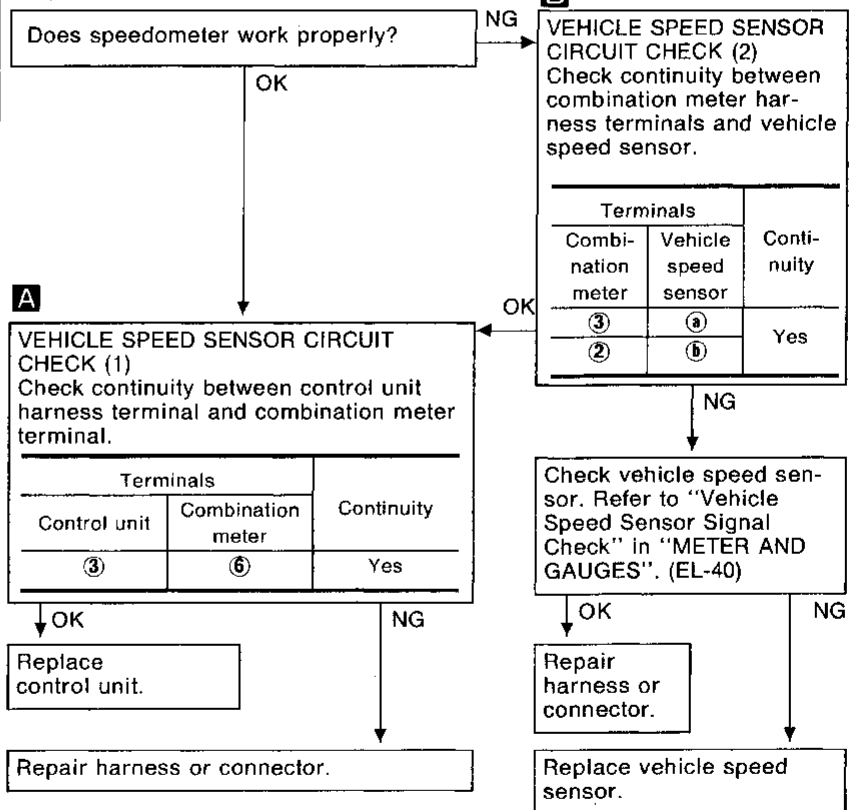 Does speedometer work properly?
NG
OK
VEHICLE SPEED SENSOR
CIRCUIT CHECK (2)
Check continuity between
combination meter har-
ness terminals and vehicle
speed sensor.
Terminals
Combi-
nation
meter
Vehicle
speed
sensor
Conti-
nuity
③ ⓐ
② ⓑ
Yes
OK
NG
A
VEHICLE SPEED SENSOR CIRCUIT
CHECK (1)
Check continuity between control unit
harness terminal and combination meter
terminal.
Terminals
Control unit
Combination
meter
Continuity
③ ⑥ Yes
OK
NG
Replace
control unit.
Repair harness or connector.
Check vehicle speed sen-
sor. Refer to "Vehicle
Speed Sensor Signal
Check" in "METER AND
GAUGES". (EL-40)
OK
NG
Repair
harness or
connector.
Replace vehicle speed
sensor.